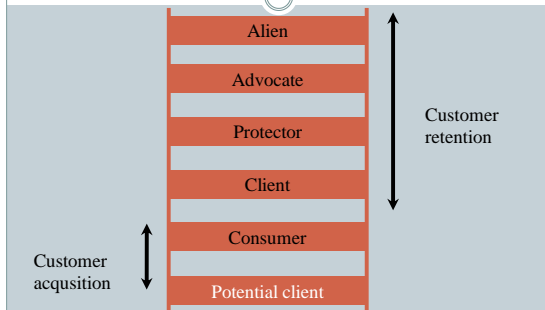 Alien
Advocate
Customer
retention
Protector
Client
Consumer
Customer
acqusition
Potential client